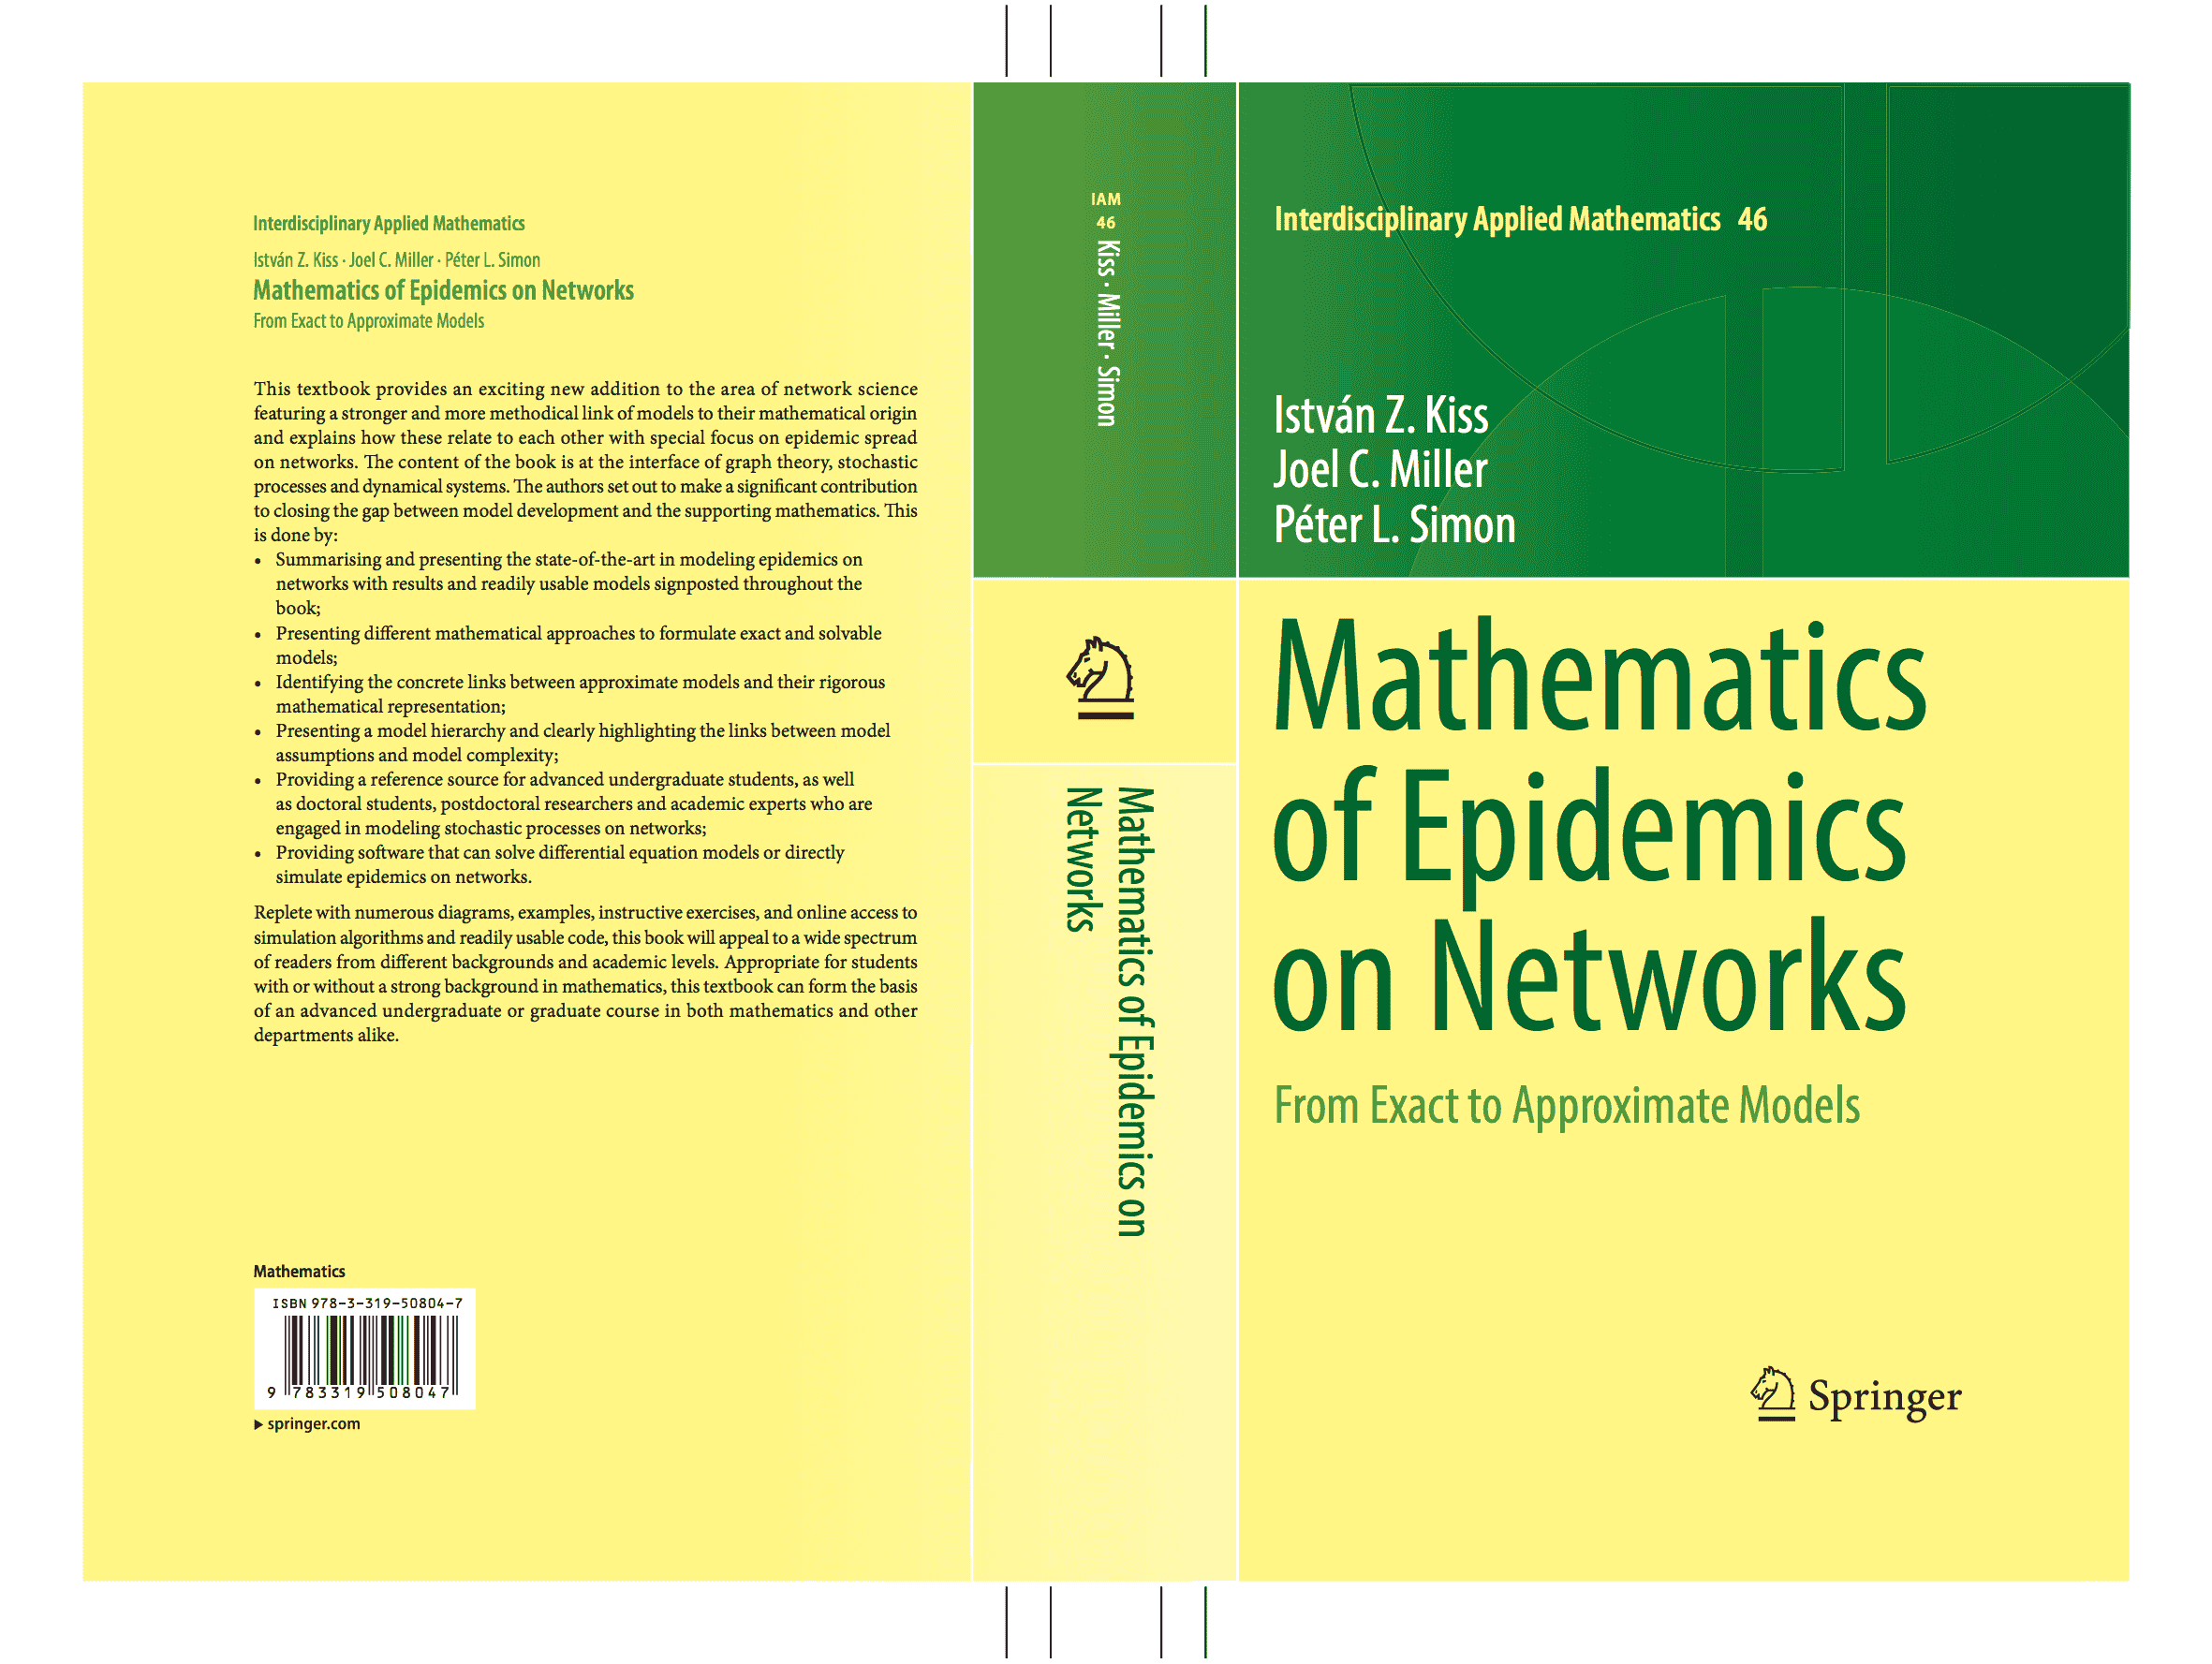 Interdisciplinary Applied Mathematics
István Z. Kiss · Joel C. Miller · Péter L. Simon
Mathematics of Epidemics on Networks
From Exact to Approximate Models
This textbook provides an exciting new addition to the area of network science
featuring a stronger and more methodical link of models to their mathematical origin
and explains how these relate to each other with special focus on epidemic spread
on networks. The content of the book is at the interface of graph theory, stochastic
processes and dynamical systems. The authors set out to make a significant contribution
to closing the gap between model development and the supporting mathematics. This
is done by:
• Summarising and presenting the state-of-the-art in modeling epidemics on
networks with results and readily usable models signposted throughout the
book;
• Presenting different mathematical approaches to formulate exact and solvable
models;
• Identifying the concrete links between approximate models and their rigorous
mathematical representation;
• Presenting a model hierarchy and clearly highlighting the links between model
assumptions and model complexity;
• Providing a reference source for advanced undergraduate students, as well
as doctoral students, postdoctoral researchers and academic experts who are
engaged in modeling stochastic processes on networks;
• Providing software that can solve differential equation models or directly
simulate epidemics on networks.
Replete with numerous diagrams, examples, instructive exercises, and online access to
simulation algorithms and readily usable code, this book will appeal to a wide spectrum
of readers from different backgrounds and academic levels. Appropriate for students
with or without a strong background in mathematics, this textbook can form the basis
of an advanced undergraduate or graduate course in both mathematics and other
departments alike.
Mathematics
ISBN 978-3-319-50804-7
9 783319 508047
▶ springer.com
IAM
46
Kiss · Miller · Simon
Mathematics of Epidemics on
Networks
Interdisciplinary Applied Mathematics 46
István Z. Kiss
Joel C. Miller
Péter L. Simon
Mathematics
of Epidemics
on Networks
From Exact to Approximate Models
Springer